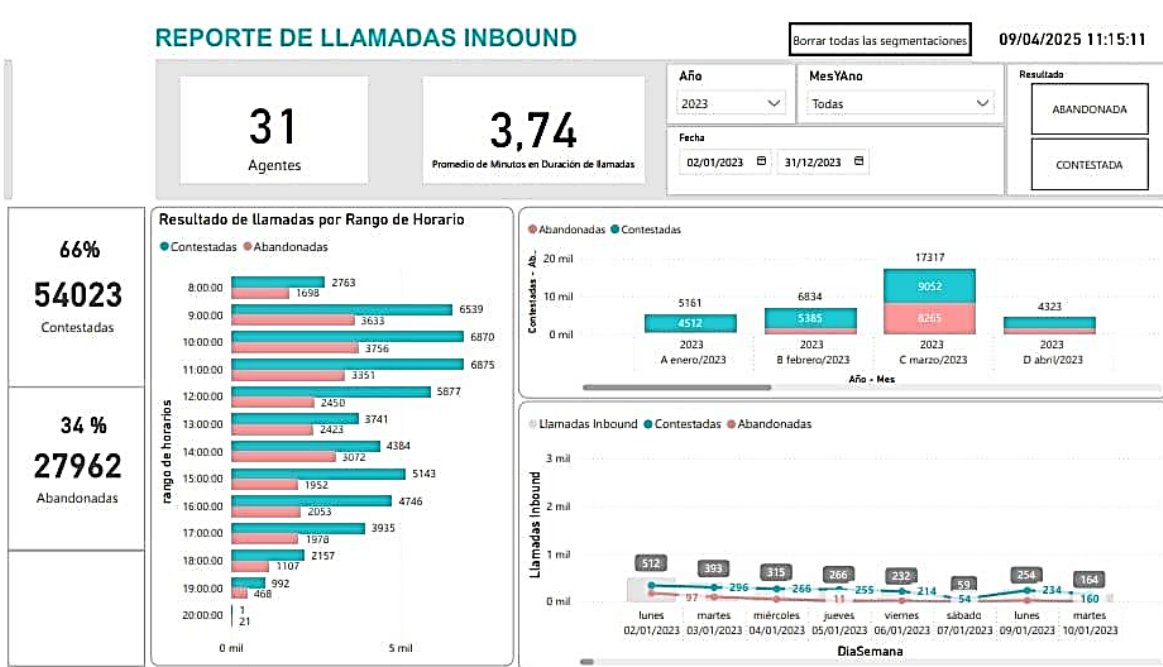 REPORTE DE LLAMADAS INBOUND
Borrar todas las segmentaciones
09/04/2025 11:15:11
31
Agentes
3,74
Promedio de Minutos en Duración de llamadas
Año
2023
MesYAno
Todas
Fecha
02/01/2023 31/12/2023
Resultado
ABANDONADA
CONTESTADA
66%
54023
Contestadas
34 %
27962
Abandonadas
Resultado de llamadas por Rango de Horario
Contestadas Abandonadas
rango de horarios
8:00:00 2763
1698
9:00:00 6539
3633
10:00:00 6870
3756
11:00:00 6875
3351
12:00:00 5877
2450
13:00:00 3741
2423
14:00:00 4384
3072
15:00:00 5143
1952
16:00:00 4746
2053
17:00:00 3935
1978
18:00:00 2157
1107
19:00:00 992
468
20:00:00 1
21
0 mil 5 mil
Abandonadas Contestadas
Contestadas - Ab..
20 mil
10 mil
0 mil
5161 6834 17317 4323
4512 5385 9052
8265
2023 2023 2023 2023
A enero/2023 B febrero/2023 C marzo/2023 D abril/2023
Año - Mes
Llamadas Inbound Contestadas Abandonadas
Llamadas Inbound
3 mil
2 mil
1 mil
0 mil
512 393 315 266 232 59 254 164
97 296 266 11 255 214 54 234 160
lunes martes miércoles jueves viernes sábado lunes martes
02/01/2023 03/01/2023 04/01/2023 05/01/2023 06/01/2023 07/01/2023 09/01/2023 10/01/2023
DiaSemana